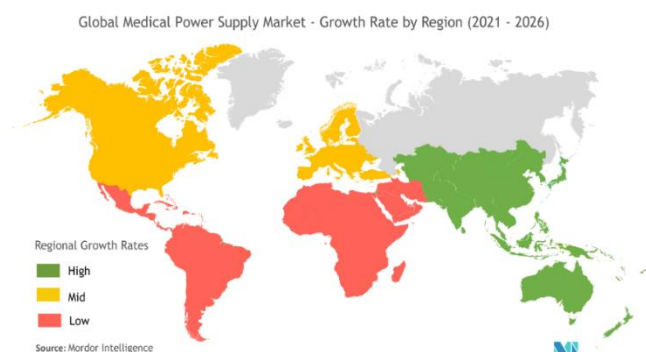 Global Medical Power Supply Market - Growth Rate by Region (2021 - 2026)
Regional Growth Rates
High
Mid
Low
Source: Mordor Intelligence